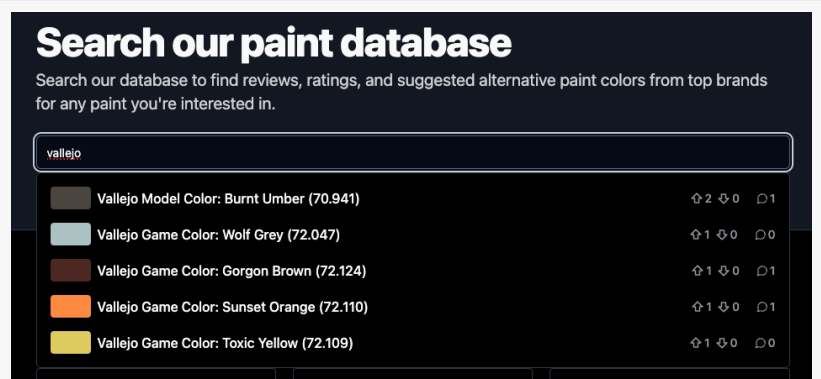 Search our paint database
Search our database to find reviews, ratings, and suggested alternative paint colors from top brands
for any paint you're interested in.
vallejo
Vallejo Model Color: Burnt Umber (70.941) 2 0 1
Vallejo Game Color: Wolf Grey (72.047) 1 0 0
Vallejo Game Color: Gorgon Brown (72.124) 1 0 1
Vallejo Game Color: Sunset Orange (72.110) 1 0 1
Vallejo Game Color: Toxic Yellow (72.109) 1 0 0